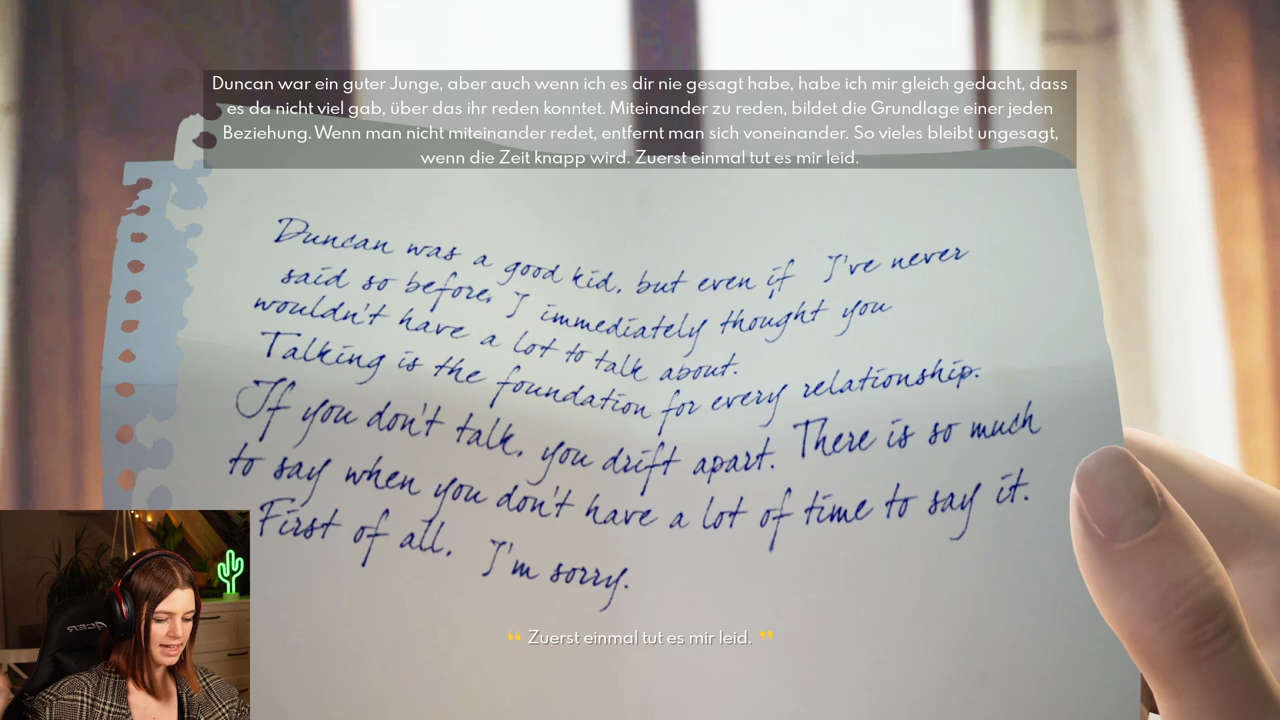 Duncan war ein guter Junge, aber auch wenn ich es dir nie gesagt habe, habe ich mir gleich gedacht, dass
es da nicht viel gab, über das ihr reden konntet. Miteinander zu reden, bildet die Grundlage einer jeden
Beziehung. Wenn man nicht miteinander redet, entfernt man sich voneinander. So vieles bleibt ungesagt,
wenn die Zeit knapp wird. Zuerst einmal tut es mir leid.
Duncan was a good kid, but even if I've never
said so before, I immediately thought you
wouldn't have a lot to talk about.
Talking is the foundation for every relationship.
If you don't talk, you drift apart. There is so much
to say when you don't have a lot of time to say it.
First of all, I'm sorry.
“ Zuerst einmal tut es mir leid. ”
acer